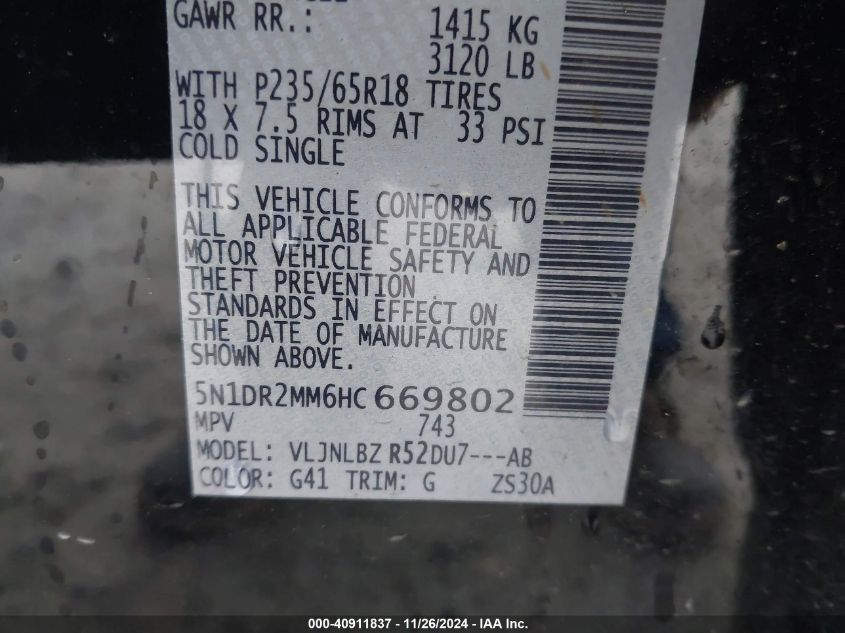 GAWR RR.: 1415 KG
3120 LB
WITH P235/65R18 TIRES
18 X 7.5 RIMS AT 33 PSI
COLD SINGLE
THIS VEHICLE CONFORMS TO
ALL APPLICABLE FEDERAL
MOTOR VEHICLE SAFETY AND
THEFT PREVENTION
STANDARDS IN EFFECT ON
THE DATE OF MANUFACTURE
SHOWN ABOVE.
5N1DR2MM6HC669802
MPV 743
MODEL: VLJNLBZ R52DU7---AB
COLOR: G41 TRIM: G ZS30A
000-40911837 - 11/26/2024 - IAA Inc.